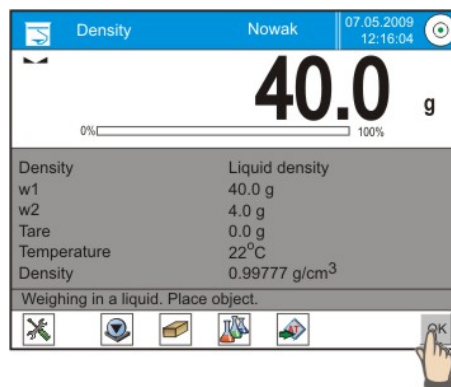 Density Nowak 07.05.2009
12:16:04
40.0 g
0% 100%
Density Liquid density
w1 40.0 g
w2 4.0 g
Tare 0.0 g
Temperature 22°C
Density 0.99777 g/cm³
Weighing in a liquid. Place object.
T OK